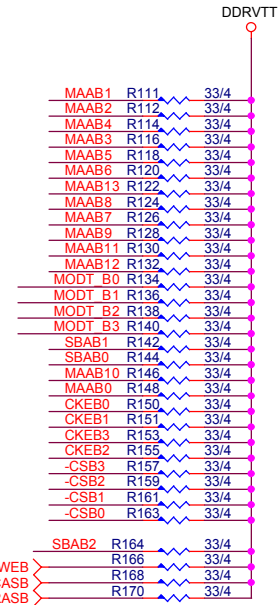 DDRVTT
MAAB1 R111 33/4
MAAB2 R112 33/4
MAAB4 R114 33/4
MAAB3 R116 33/4
MAAB5 R118 33/4
MAAB6 R120 33/4
MAAB13 R122 33/4
MAAB8 R124 33/4
MAAB7 R126 33/4
MAAB9 R128 33/4
MAAB11 R130 33/4
MAAB12 R132 33/4
MODT_B0 R134 33/4
MODT_B1 R136 33/4
MODT_B2 R138 33/4
MODT_B3 R140 33/4
SBAB1 R142 33/4
SBAB0 R144 33/4
MAAB10 R146 33/4
MAAB0 R148 33/4
CKEB0 R150 33/4
CKEB1 R151 33/4
CKEB3 R153 33/4
CKEB2 R155 33/4
-CSB3 R157 33/4
-CSB2 R159 33/4
-CSB1 R161 33/4
-CSB0 R163 33/4
SBAB2 R164 33/4
WEB R166 33/4
CASB R168 33/4
RASB R170 33/4